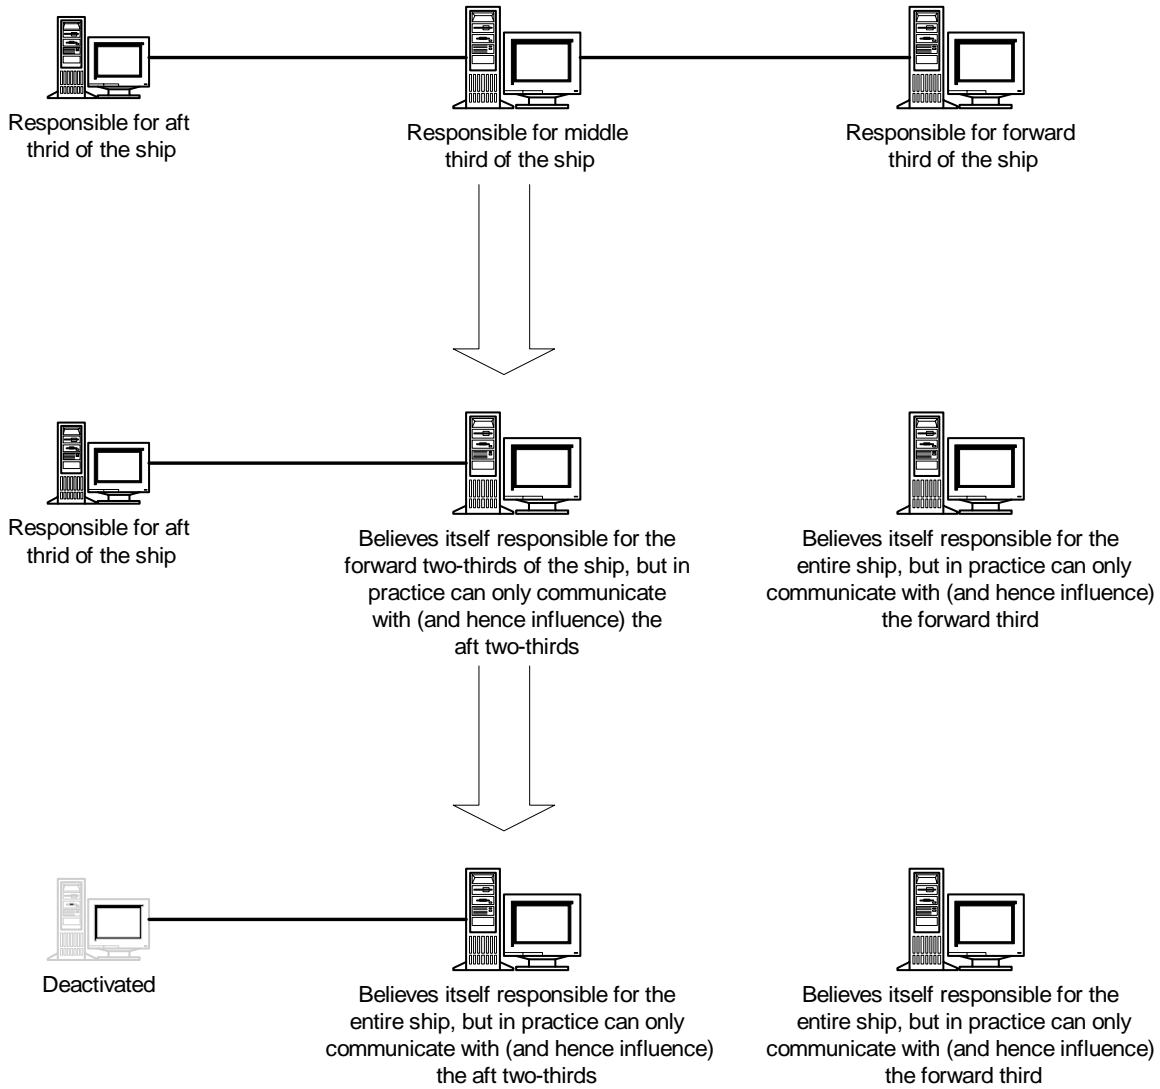 Responsible for aft
thrid of the ship
Responsible for middle
third of the ship
Responsible for forward
third of the ship
Responsible for aft
thrid of the ship
Believes itself responsible for the
forward two-thirds of the ship, but in
practice can only communicate
with (and hence influence) the
aft two-thirds
Believes itself responsible for the
entire ship, but in practice can only
communicate with (and hence influence)
the forward third
Deactivated
Believes itself responsible for the
entire ship, but in practice can only
communicate with (and hence influence)
the aft two-thirds
Believes itself responsible for the
entire ship, but in practice can only
communicate with (and hence influence)
the forward third